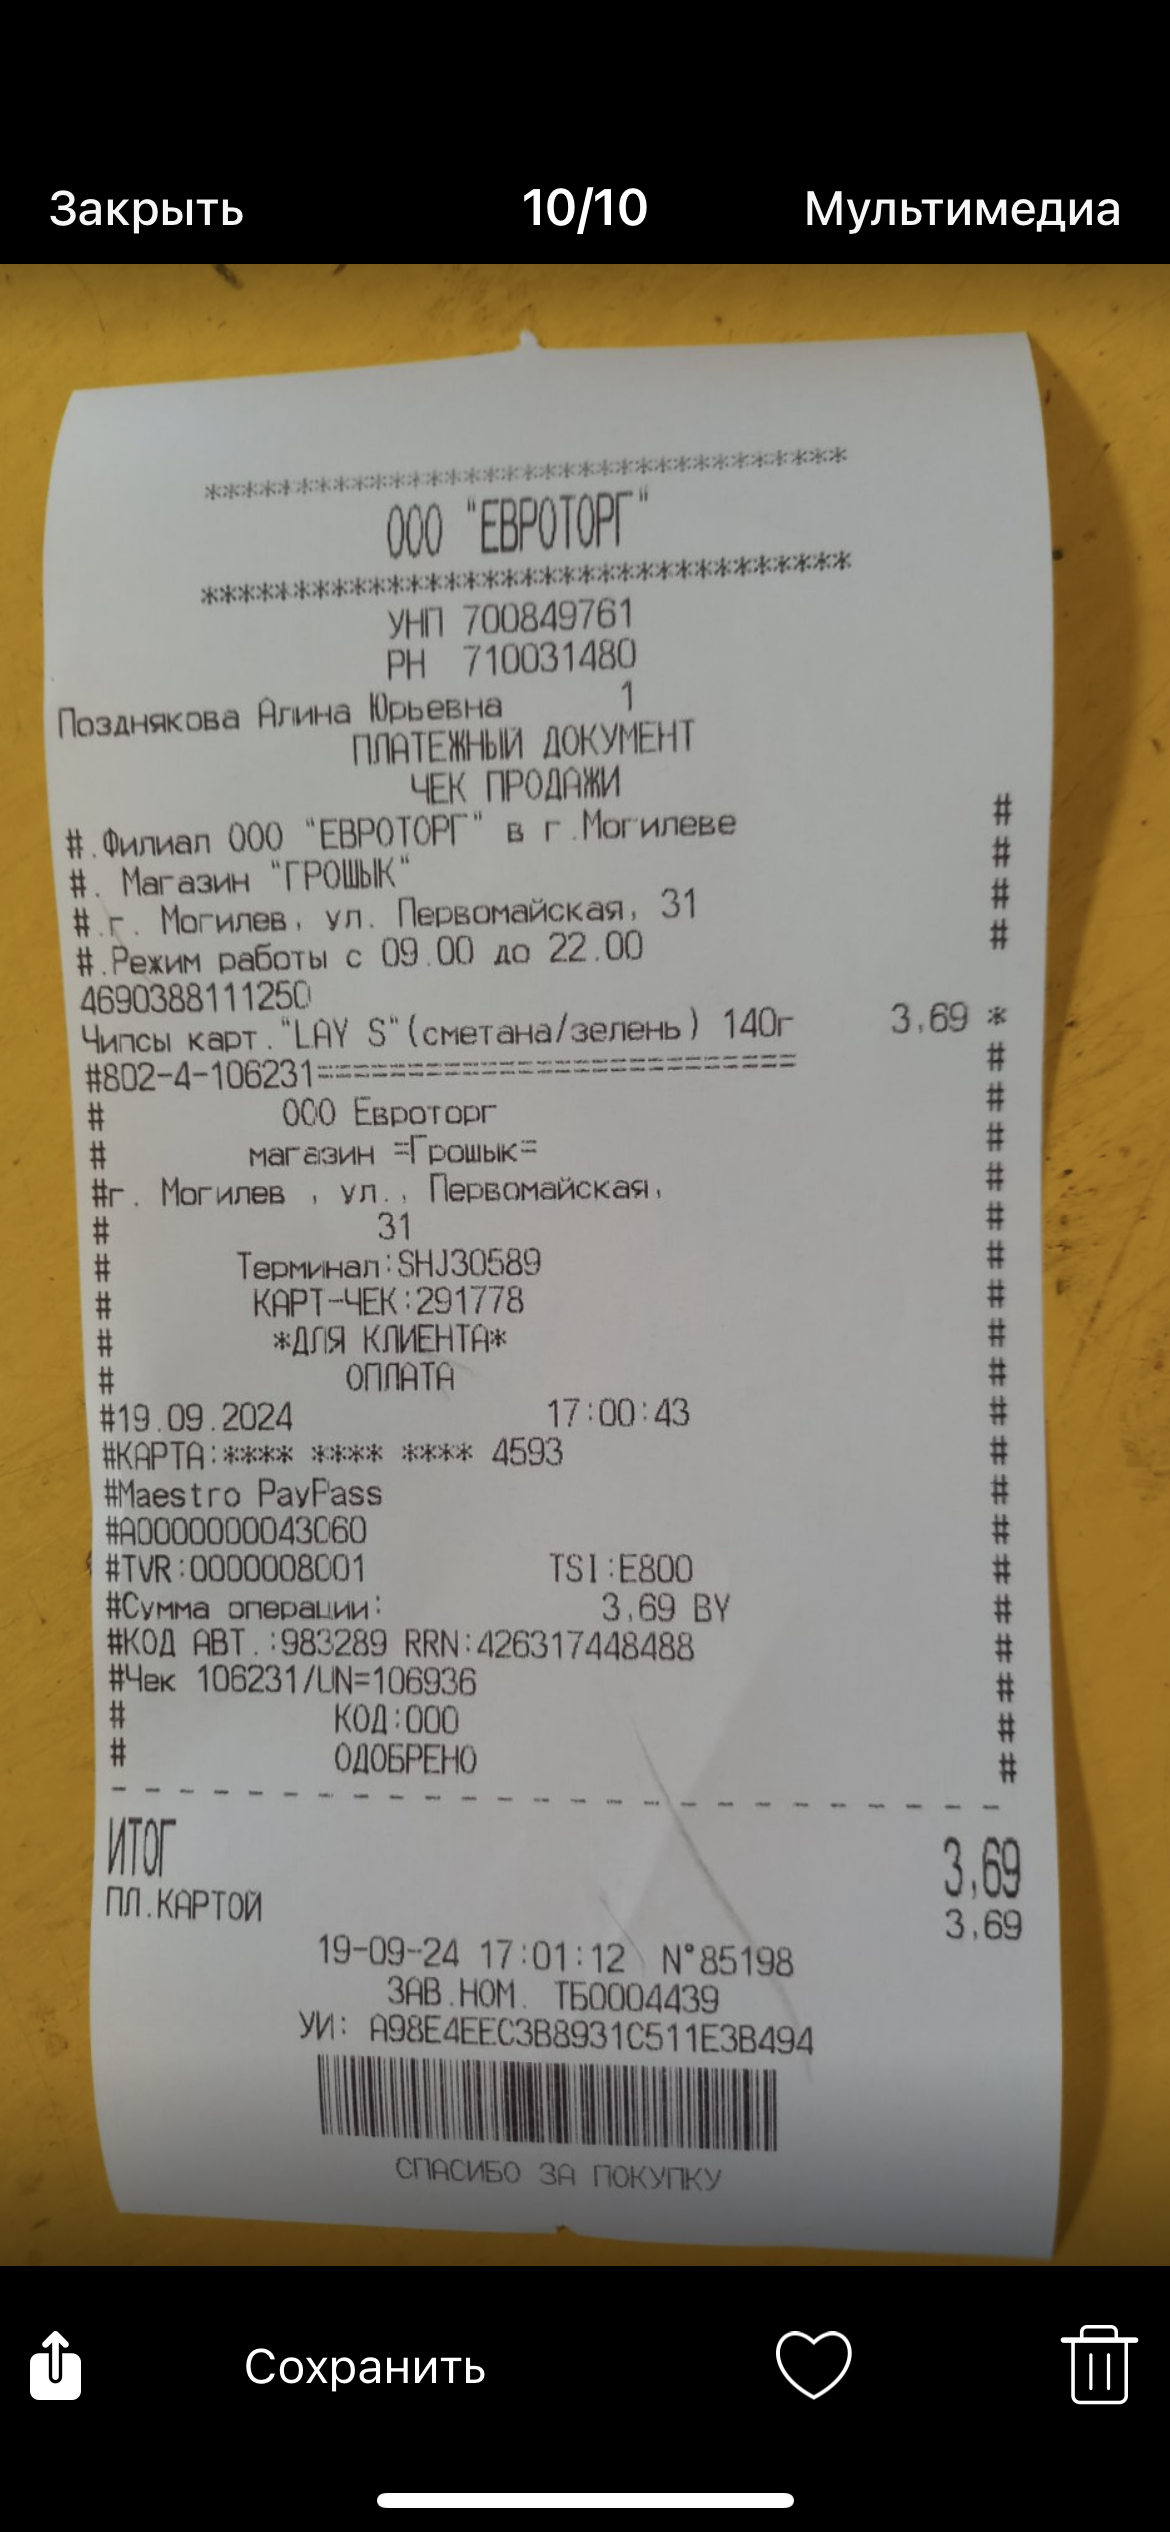 Закрыть 10/10 Мультимедиа
*********************************
ООО "ЕВРОТОРГ"
*********************************
УНП 700849761
РН 710031480
Позднякова Алина Юрьевна 1
ПЛАТЕЖНЫЙ ДОКУМЕНТ
ЧЕК ПРОДАЖИ
#.Филиал ООО "ЕВРОТОРГ" в г.Могилеве #
#. Магазин "ГРОШЫК" #
#.г. Могилев, ул. Первомайская, 31 #
#.Режим работы с 09.00 до 22.00 #
4690388111250
Чипсы карт."LAY S"(сметана/зелень) 140г 3,69 *
#802-4-106231=========================== #
# ООО Евроторг #
# магазин =Грошык= #
#г. Могилев , ул., Первомайская, #
# 31 #
# Терминал:SHJ30589 #
# КАРТ-ЧЕК:291778 #
# *ДЛЯ КЛИЕНТА* #
# ОПЛАТА #
#19.09.2024 17:00:43 #
#КАРТА:**** **** **** 4593 #
#Maestro PayPass #
#A0000000043060 #
#TVR:0000008001 TSI:E800 #
#Сумма операции: 3,69 BY #
#КОД АВТ.:983289 RRN:426317448488 #
#Чек 106231/UN=106936 #
# КОД:000 #
# ОДОБРЕНО #
ИТОГ 3,69
ПЛ.КАРТОЙ 3,69
19-09-24 17:01:12 N°85198
ЗАВ.НОМ. ТБ0004439
УИ: A98E4EEC3B8931C511E3B494
СПАСИБО ЗА ПОКУПКУ
Сохранить